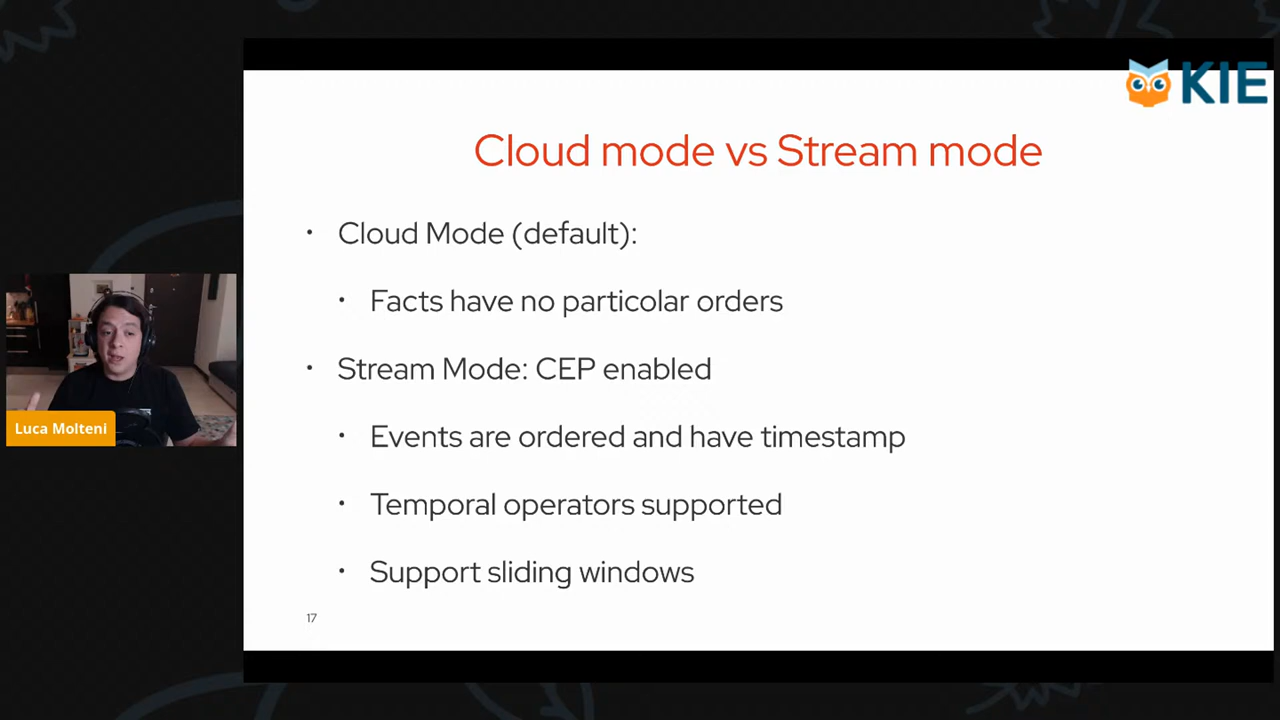 KIE
Cloud mode vs Stream mode
• Cloud Mode (default):
• Facts have no particolar orders
• Stream Mode: CEP enabled
• Events are ordered and have timestamp
• Temporal operators supported
• Support sliding windows
17
Luca Molteni